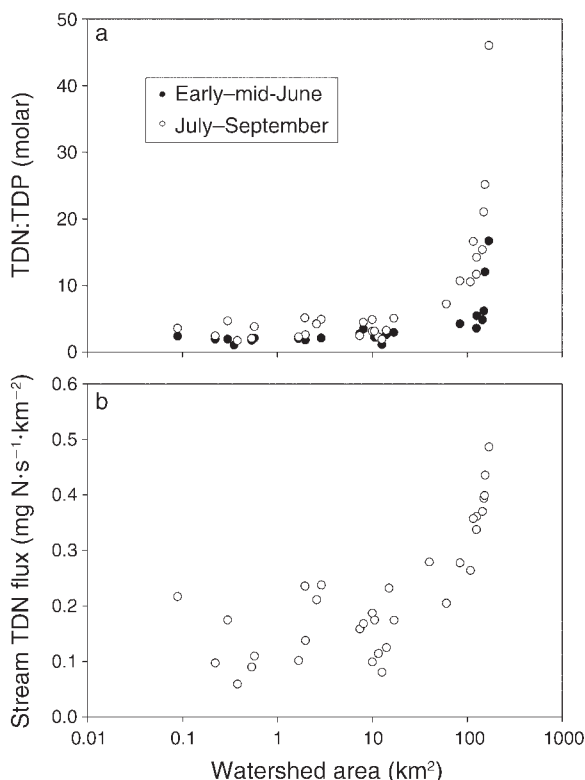 a
50
40
30
20
10
0
TDN:TDP (molar)
Early–mid-June
July–September
b
0.6
0.5
0.4
0.3
0.2
0.1
0.0
Stream TDN flux (mg N·s⁻¹·km⁻²)
0.01 0.1 1 10 100 1000
Watershed area (km²)